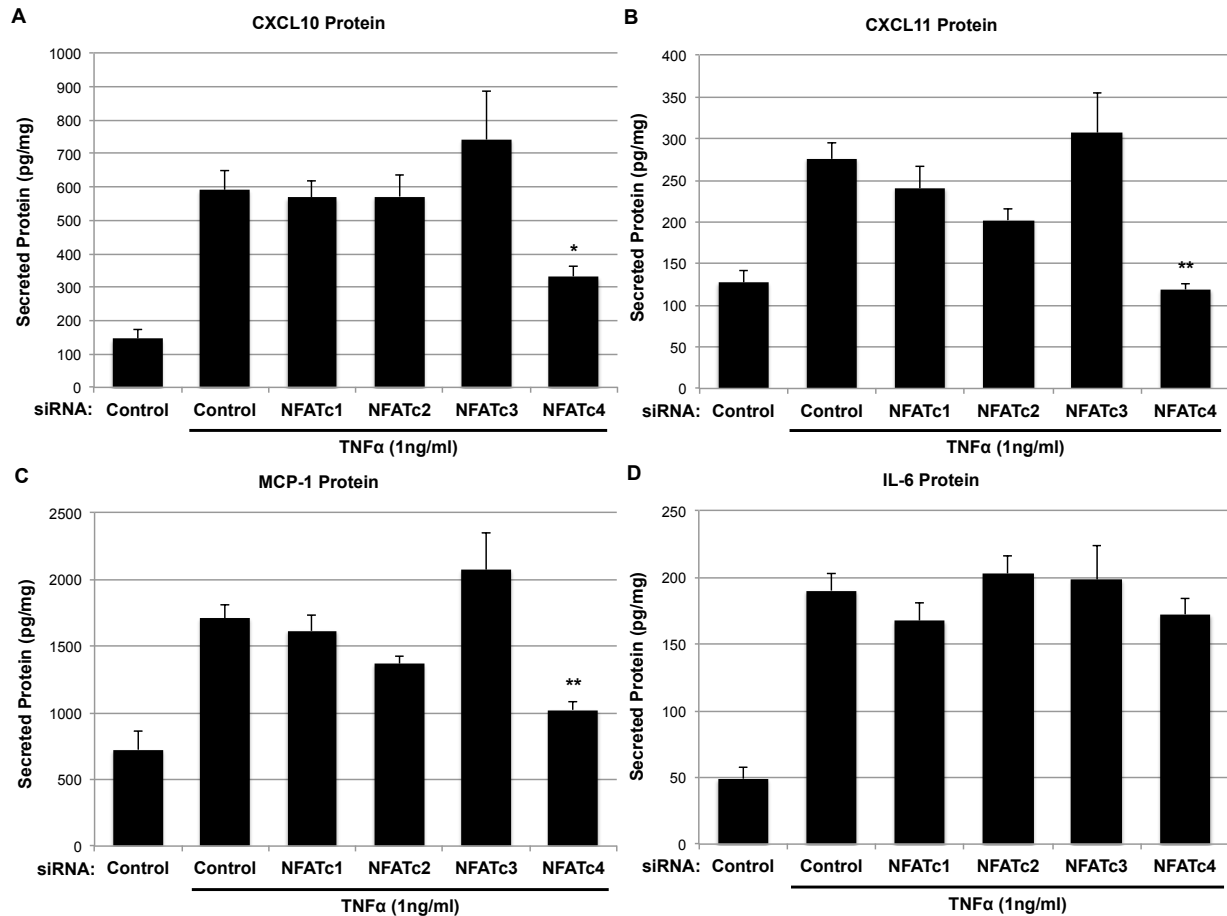 A
CXCL10 Protein
Secreted Protein (pg/mg)
1000
900
800
700
600
500
400
300
200
100
0
siRNA: Control Control NFATc1 NFATc2 NFATc3 NFATc4
*
TNFα (1ng/ml)
B
CXCL11 Protein
Secreted Protein (pg/mg)
400
350
300
250
200
150
100
50
0
siRNA: Control Control NFATc1 NFATc2 NFATc3 NFATc4
**
TNFα (1ng/ml)
C
MCP-1 Protein
Secreted Protein (pg/mg)
2500
2000
1500
1000
500
0
siRNA: Control Control NFATc1 NFATc2 NFATc3 NFATc4
**
TNFα (1ng/ml)
D
IL-6 Protein
Secreted Protein (pg/mg)
250
200
150
100
50
0
siRNA: Control Control NFATc1 NFATc2 NFATc3 NFATc4
TNFα (1ng/ml)